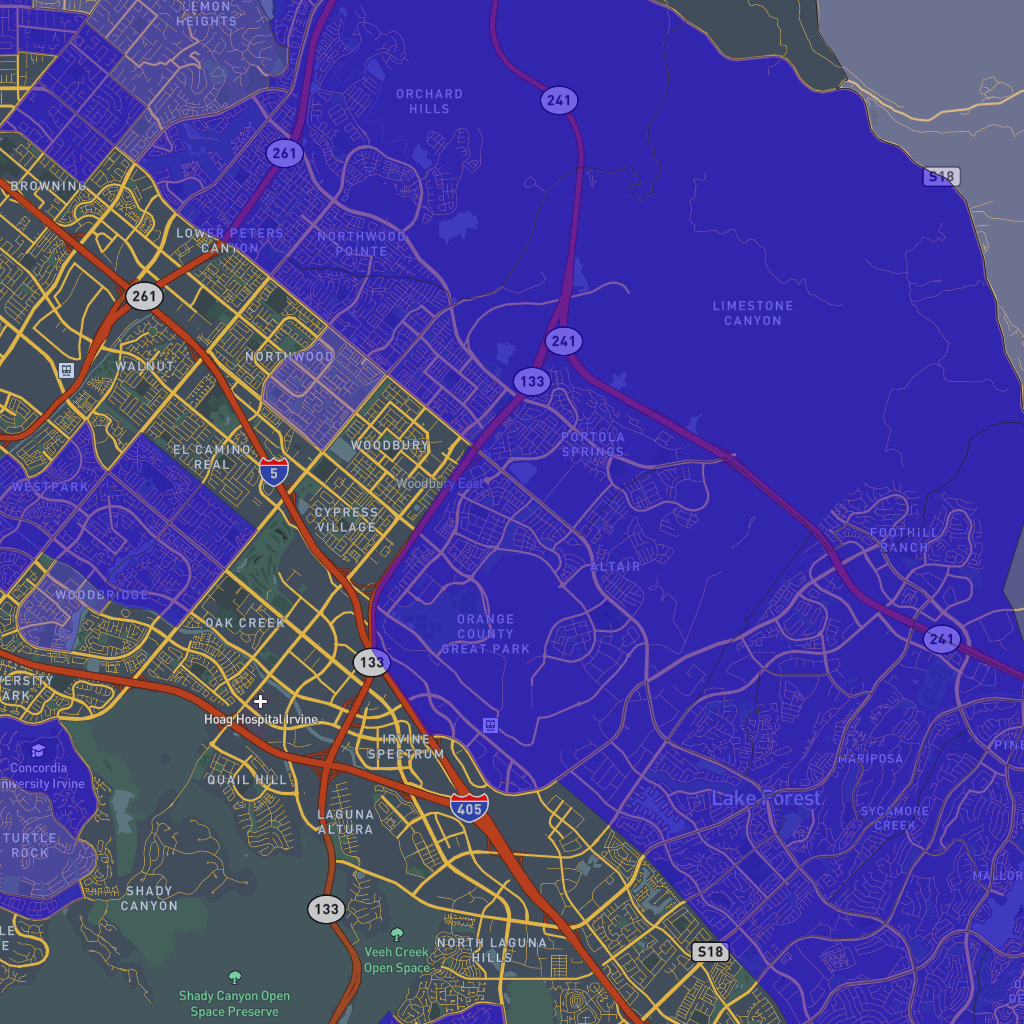 LEMON
HEIGHTS
ORCHARD
HILLS
241
261
S18
BROWNING
LOWER PETERS
CANYON
NORTHWOOD
POINTE
261
LIMESTONE
CANYON
241
NORTHWOOD
WALNUT
133
PORTOLA
SPRINGS
WOODBURY
EL CAMINO
REAL
5
Woodbury East
WESTPARK
CYPRESS
VILLAGE
FOOTHILL
RANCH
ALTAIR
WOODBRIDGE
OAK CREEK
ORANGE
COUNTY
GREAT PARK
241
133
VERSITY
ARK
Hoag Hospital Irvine
IRVINE
SPECTRUM
PINE
MARIPOSA
Concordia
University Irvine
QUAIL HILL
Lake Forest
405
SYCAMORE
CREEK
LAGUNA
ALTURA
TURTLE
ROCK
MALLOR
SHADY
CANYON
133
LE
E
NORTH LAGUNA
HILLS
S18
Veeh Creek
Open Space
Shady Canyon Open
Space Preserve
O
DE